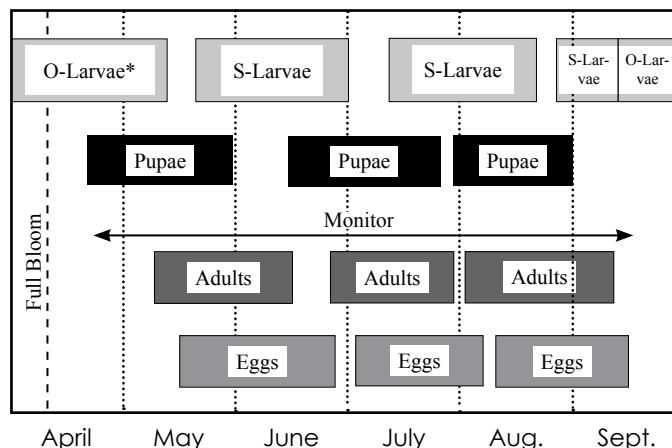 O-Larvae*
S-Larvae
S-Larvae
S-Lar-
vae
O-Lar-
vae
Pupae
Pupae
Pupae
Monitor
Full Bloom
Adults
Adults
Adults
Eggs
Eggs
Eggs
April
May
June
July
Aug.
Sept.